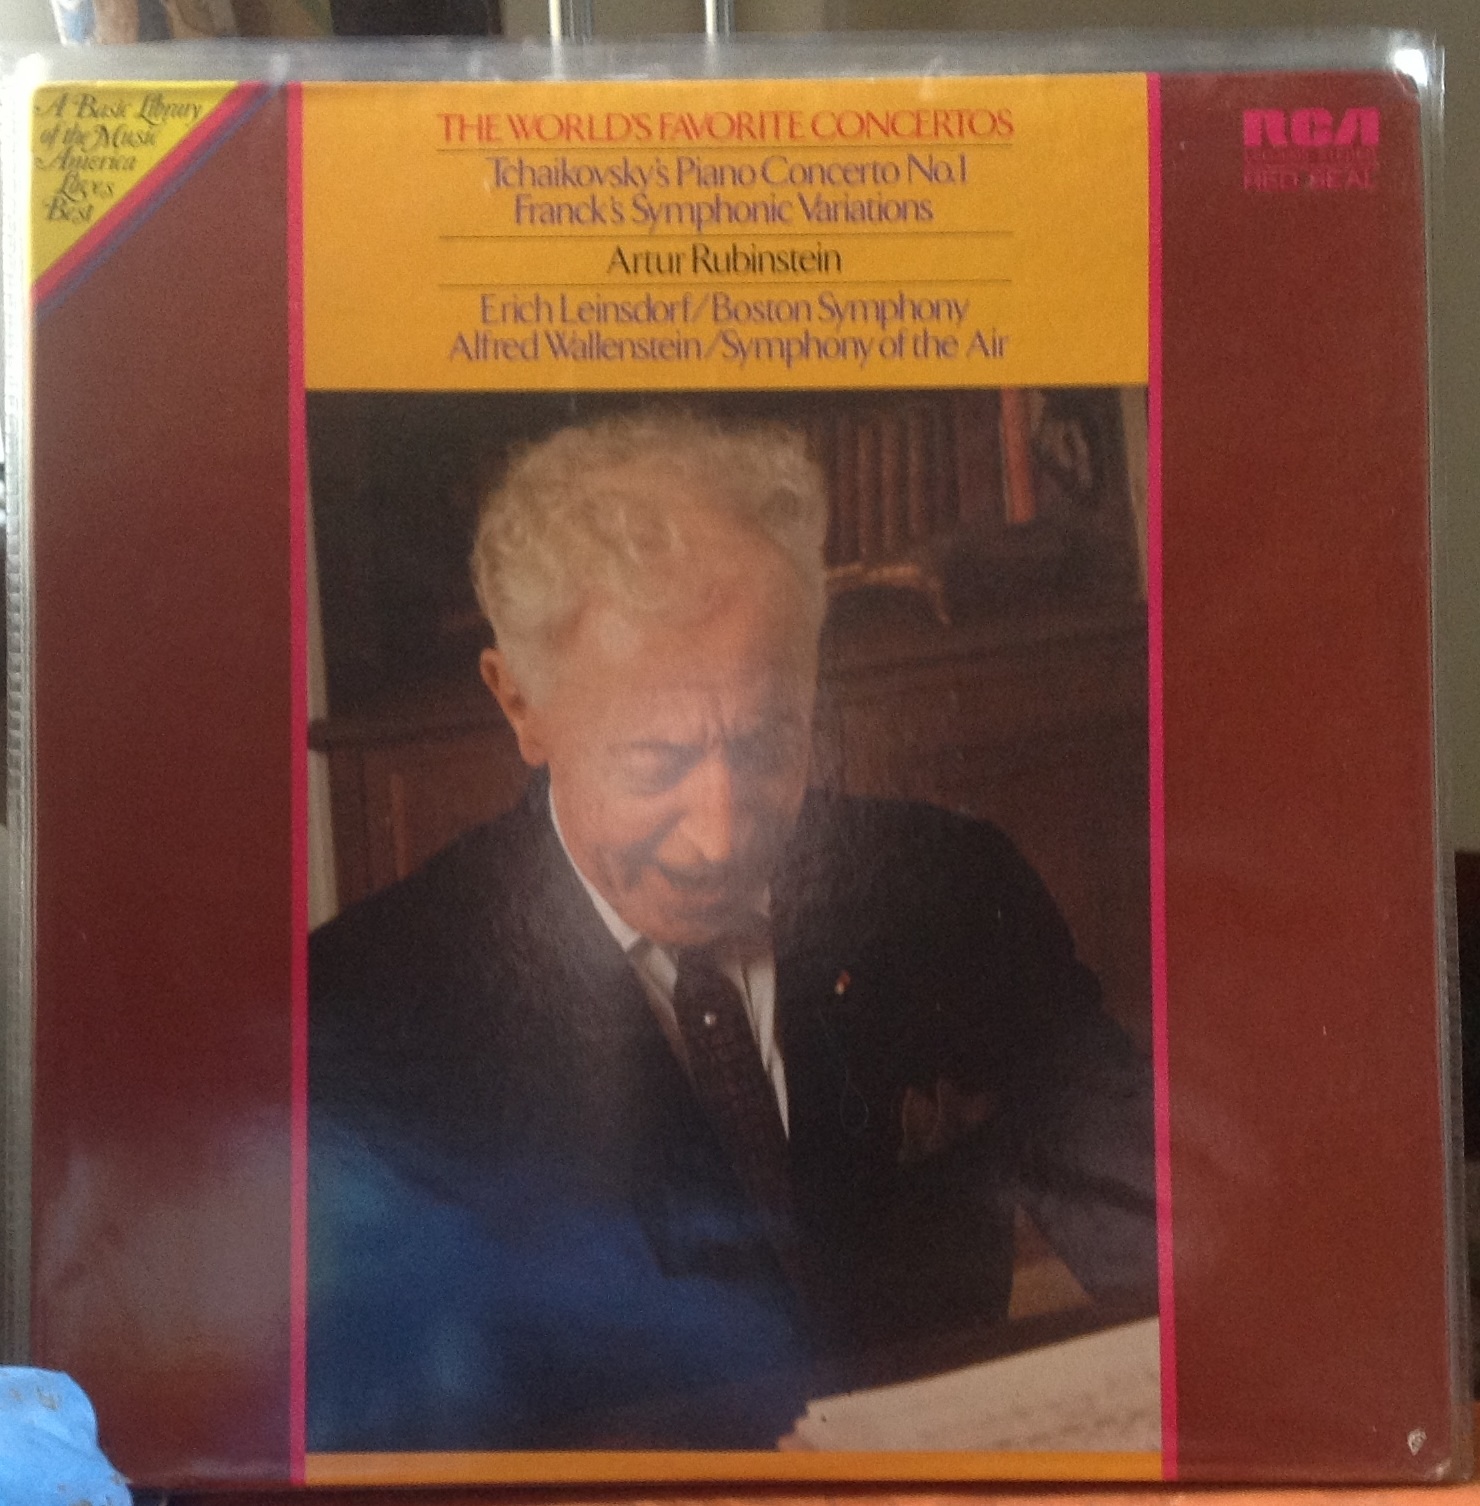 A Basic Library
of the Music
America
Loves
Best
THE WORLD'S FAVORITE CONCERTOS
Tchaikovsky's Piano Concerto No.1
Franck's Symphonic Variations
Artur Rubinstein
Erich Leinsdorf/Boston Symphony
Alfred Wallenstein/Symphony of the Air
RCA
RED SEAL